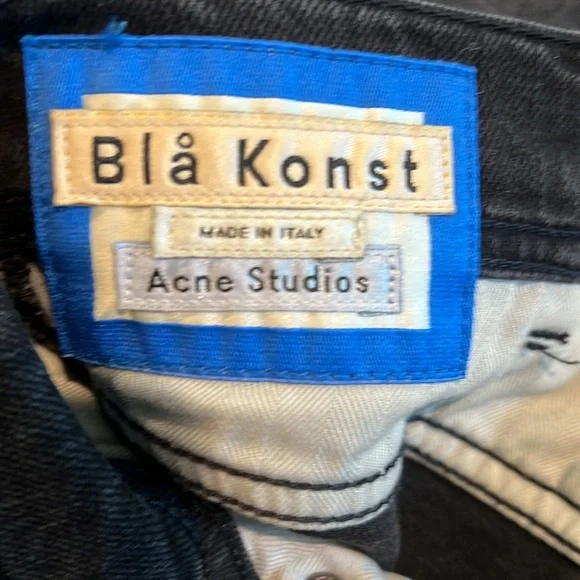 Blå Konst
MADE IN ITALY
Acne Studios